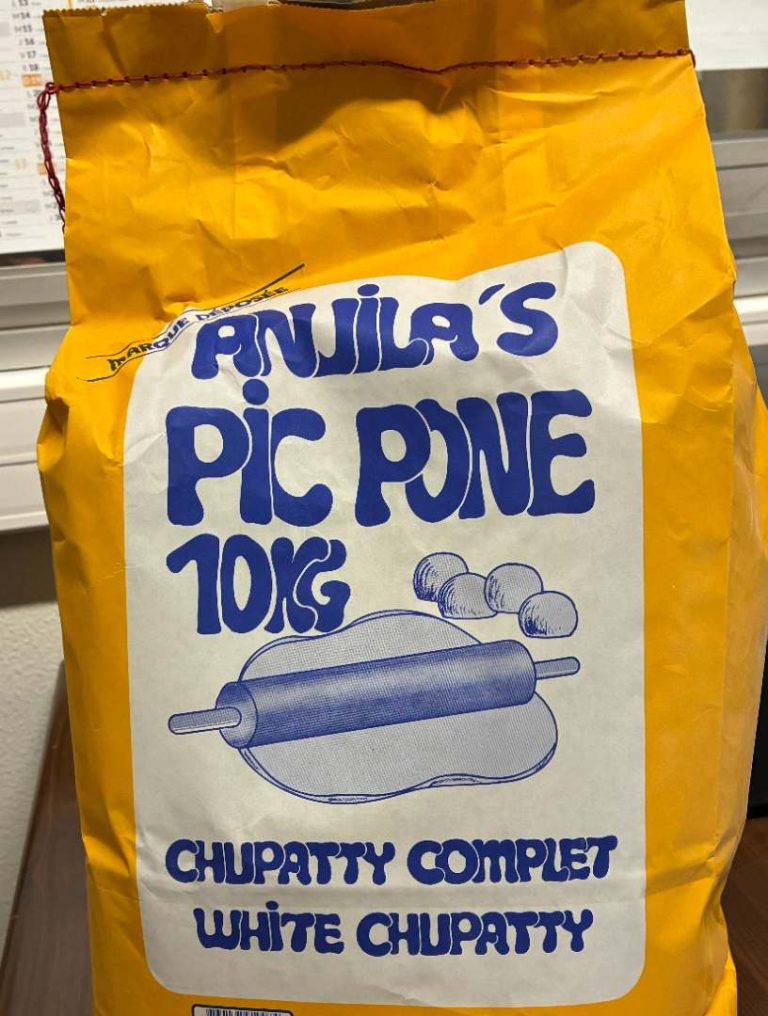 MARQUE DÉPOSÉE
ANJILA'S
PIC PONE
10KG
CHUPATTY COMPLET
WHITE CHUPATTY